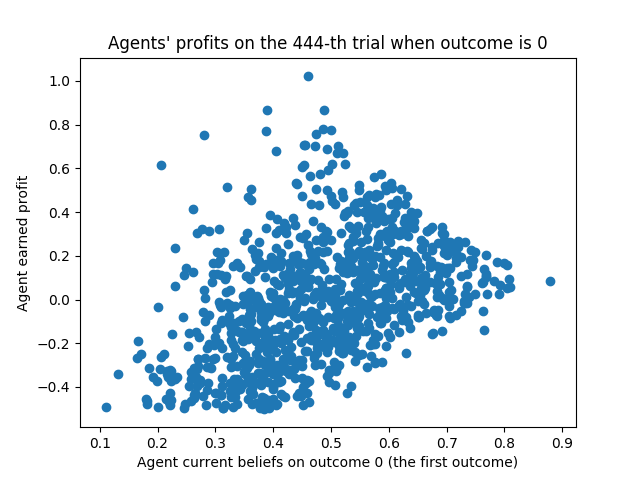 Agents' profits on the 444-th trial when outcome is 0
Agent earned profit
1.0
0.8
0.6
0.4
0.2
0.0
−0.2
−0.4
0.1 0.2 0.3 0.4 0.5 0.6 0.7 0.8 0.9
Agent current beliefs on outcome 0 (the first outcome)